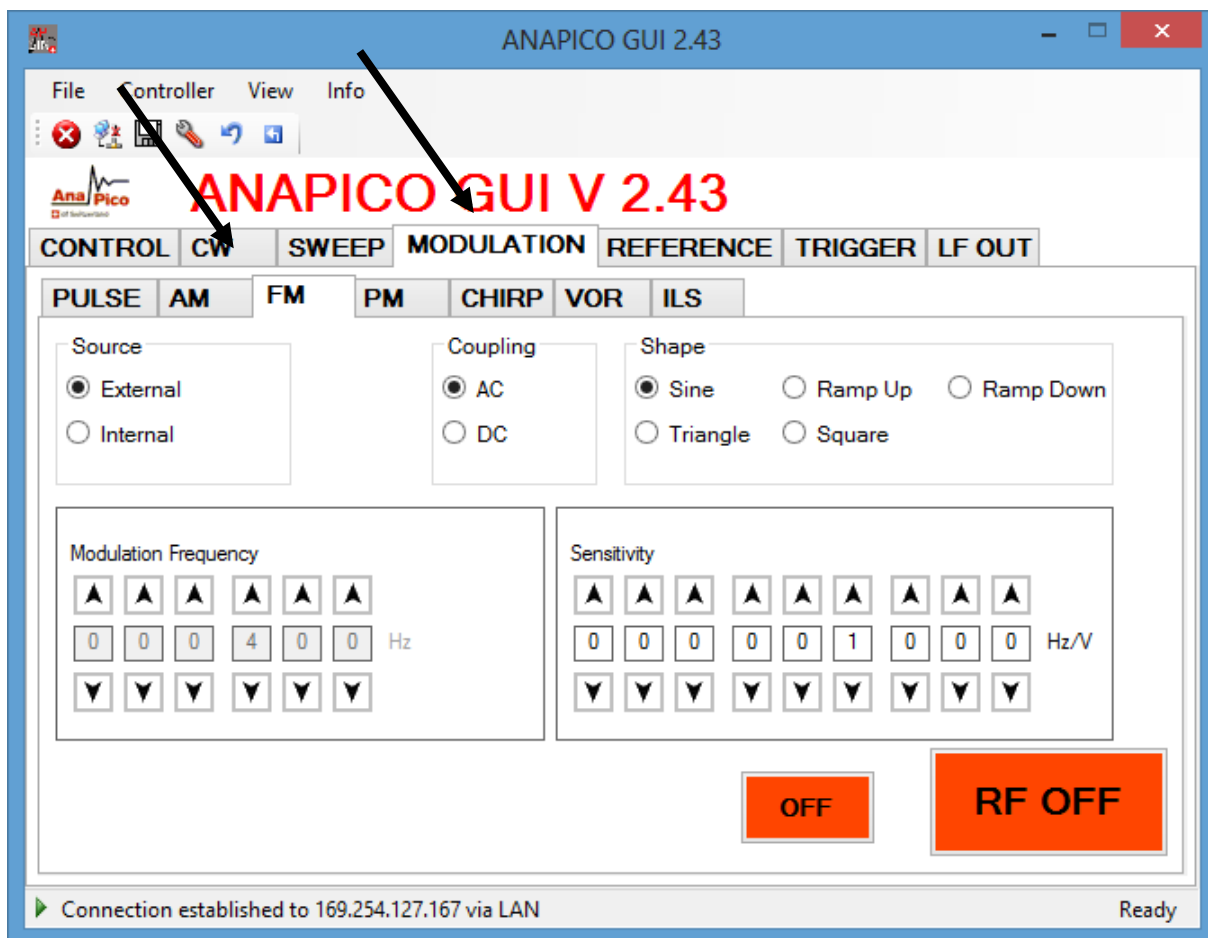 ANAPICO GUI 2.43
File Controller View Info
Ana Pico
ANAPICO GUI V 2.43
CONTROL CW SWEEP MODULATION REFERENCE TRIGGER LF OUT
PULSE AM FM PM CHIRP VOR ILS
Source Coupling Shape
External AC Sine Ramp Up Ramp Down
Internal DC Triangle Square
Modulation Frequency Sensitivity
0 0 0 4 0 0 Hz 0 0 0 0 0 1 0 0 0 Hz/V
OFF RF OFF
Connection established to 169.254.127.167 via LAN Ready